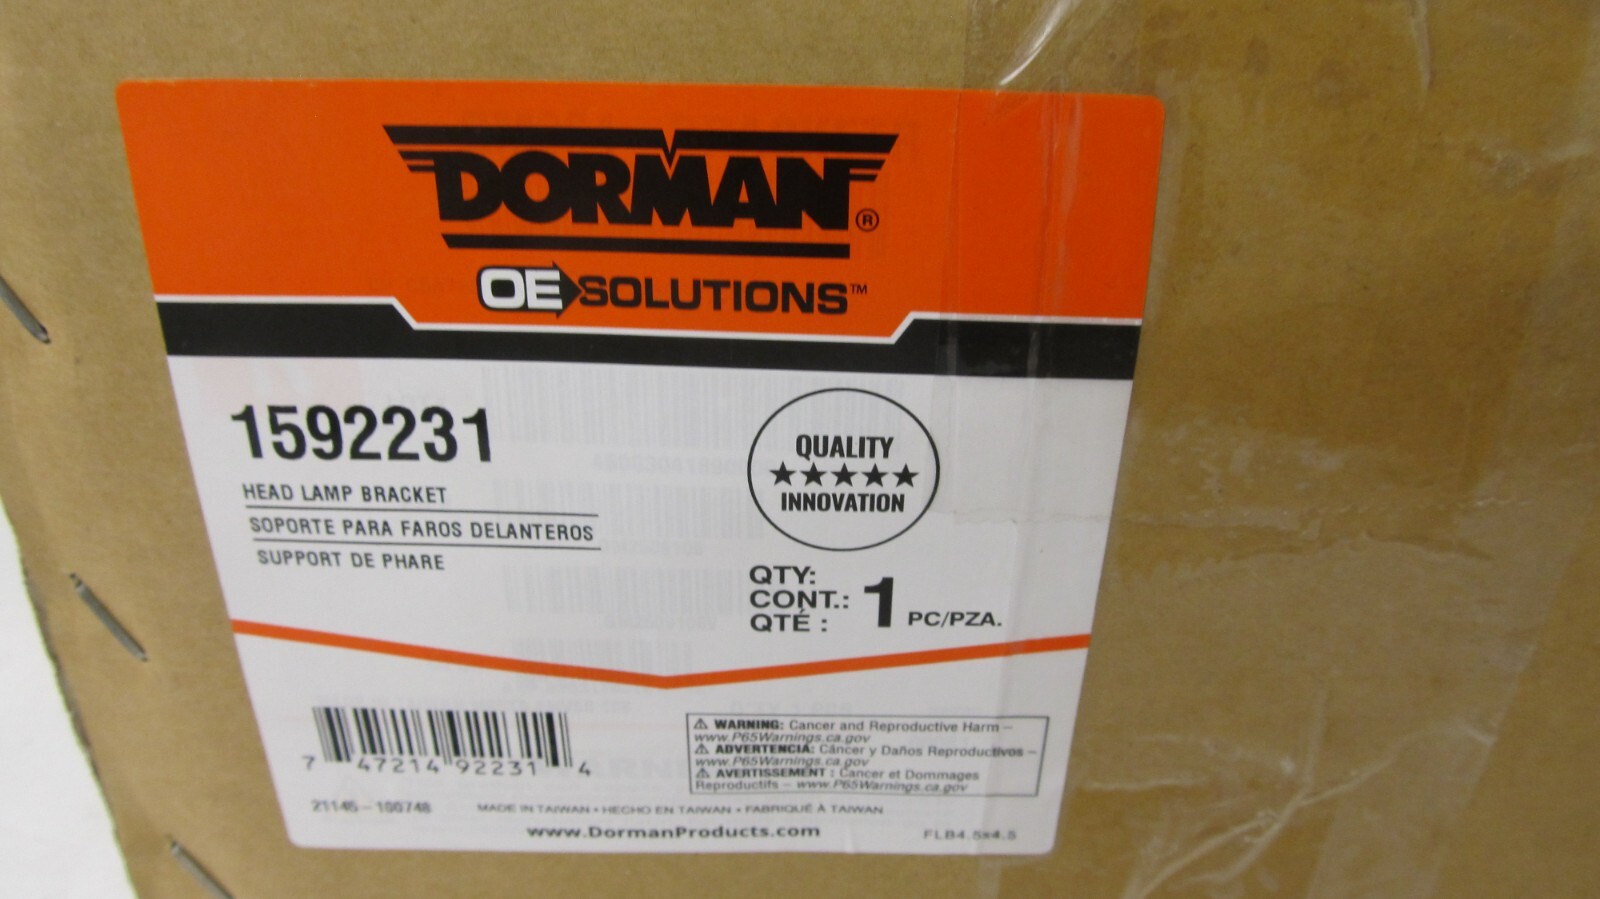 DORMAN®
OE SOLUTIONS™
1592231
HEAD LAMP BRACKET
SOPORTE PARA FAROS DELANTEROS
SUPPORT DE PHARE
QUALITY
★★★★★
INNOVATION
QTY:
CONT.: 1 PC/PZA.
QTÉ :
7 47214 92231 4
⚠ WARNING: Cancer and Reproductive Harm –
www.P65Warnings.ca.gov
⚠ ADVERTENCIA: Cáncer y Daños Reproductivos –
www.P65Warnings.ca.gov
⚠ AVERTISSEMENT : Cancer et Dommages
Reproductifs – www.P65Warnings.ca.gov
21145-100748
MADE IN TAIWAN • HECHO EN TAIWAN • FABRIQUÉ À TAIWAN
www.DormanProducts.com
FLB4.5x4.5